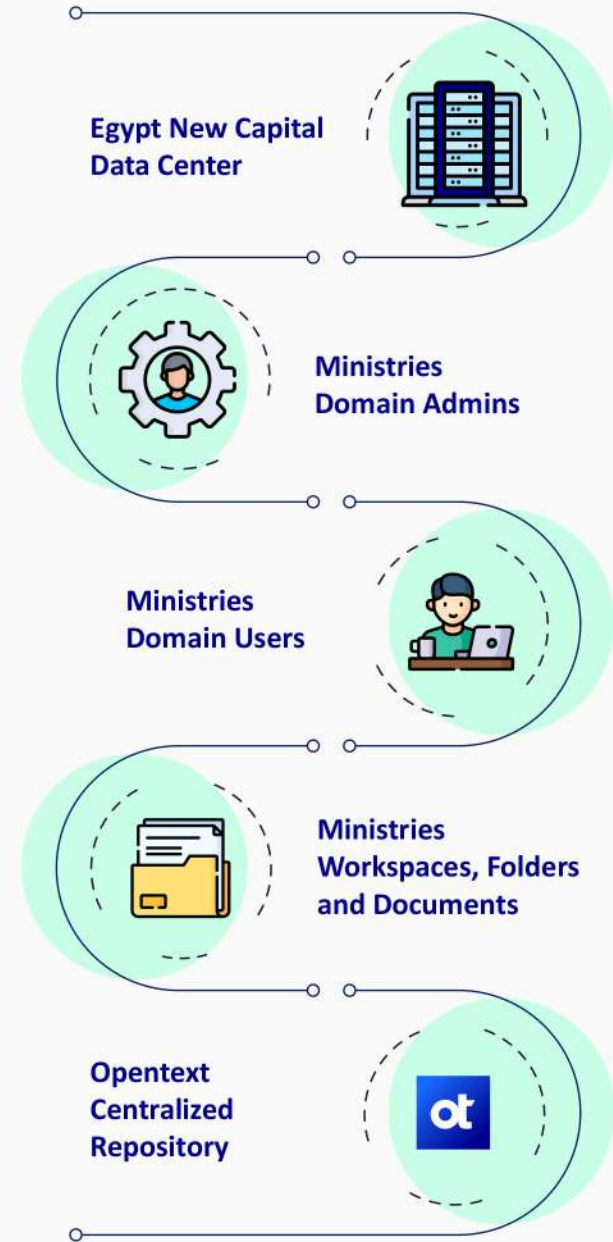 Egypt New Capital
Data Center
Ministries
Domain Admins
Ministries
Domain Users
Ministries
Workspaces, Folders
and Documents
Opentext
Centralized
Repository
ot